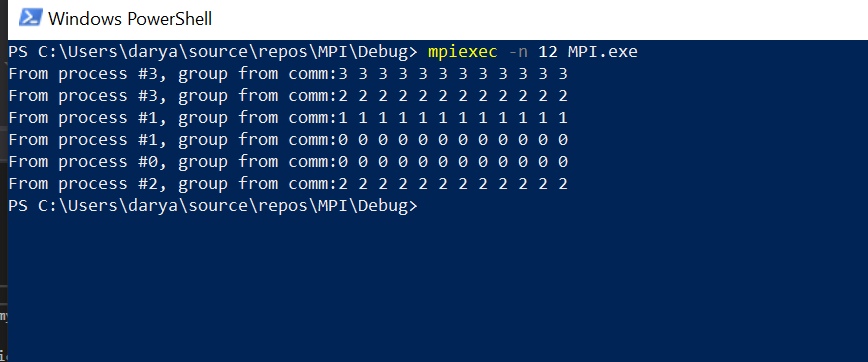 Windows PowerShell
PS C:\Users\darya\source\repos\MPI\Debug> mpiexec -n 12 MPI.exe
From process #3, group from comm:3 3 3 3 3 3 3 3 3 3 3 3
From process #3, group from comm:2 2 2 2 2 2 2 2 2 2 2 2
From process #1, group from comm:1 1 1 1 1 1 1 1 1 1 1 1
From process #1, group from comm:0 0 0 0 0 0 0 0 0 0 0 0
From process #0, group from comm:0 0 0 0 0 0 0 0 0 0 0 0
From process #2, group from comm:2 2 2 2 2 2 2 2 2 2 2 2
PS C:\Users\darya\source\repos\MPI\Debug>